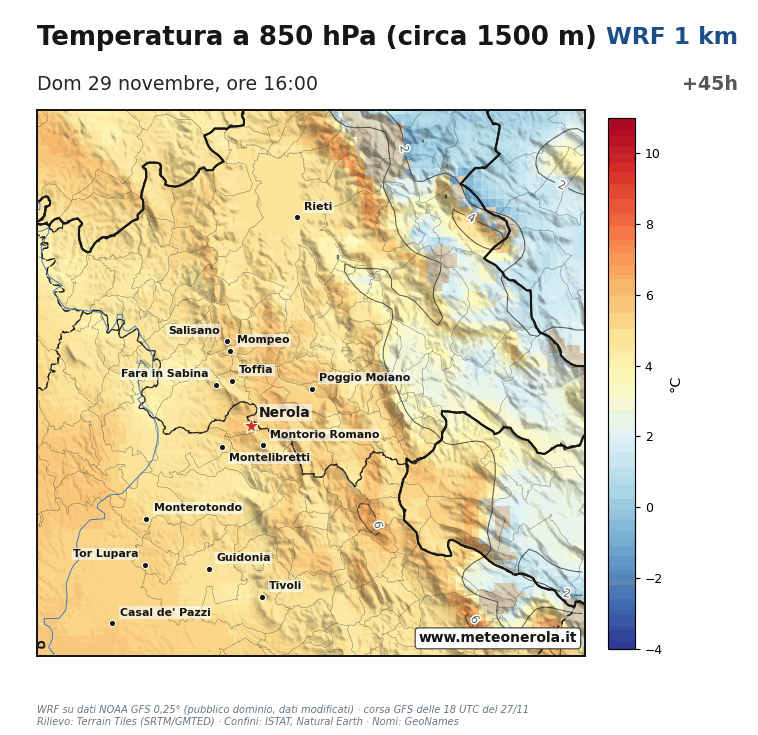 Temperatura a 850 hPa (circa 1500 m) WRF 1 km
Dom 29 novembre, ore 16:00 +45h
2
2
4
Rieti
Salisano
Mompeo
Fara in Sabina
Toffia
Poggio Moiano
Nerola
Montorio Romano
Montelibretti
Monterotondo
6
Tor Lupara
Guidonia
Tivoli
2
Casal de' Pazzi
6
www.meteonerola.it
10
8
6
4
2
0
−2
−4
°C
WRF su dati NOAA GFS 0,25° (pubblico dominio, dati modificati) · corsa GFS delle 18 UTC del 27/11
Rilievo: Terrain Tiles (SRTM/GMTED) · Confini: ISTAT, Natural Earth · Nomi: GeoNames